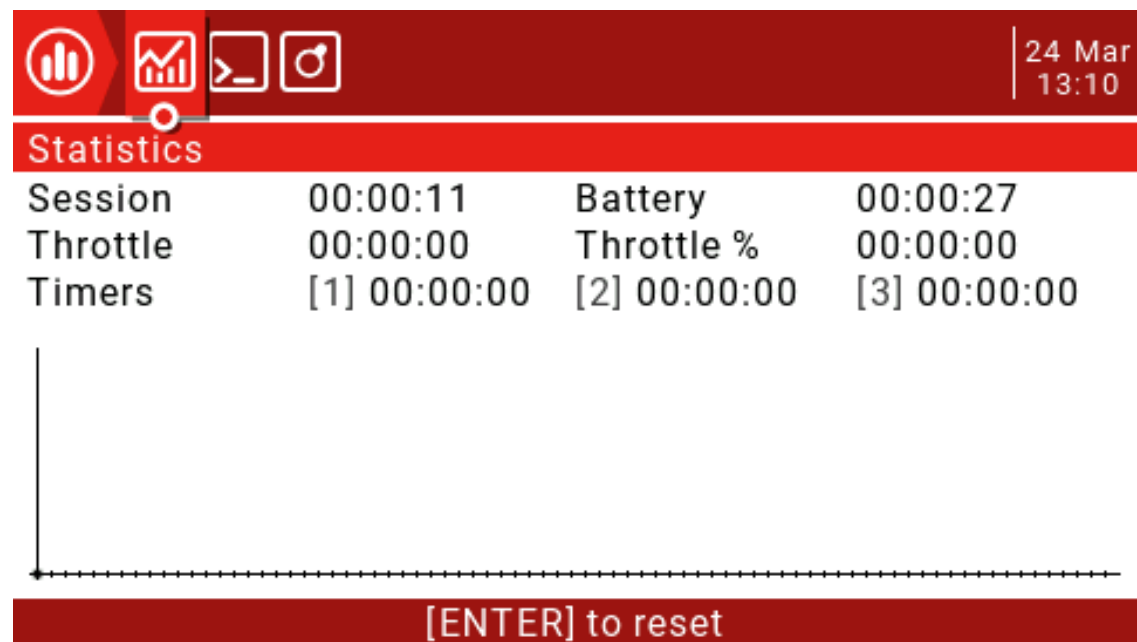 24 Mar
13:10
Statistics
Session 00:00:11 Battery 00:00:27
Throttle 00:00:00 Throttle % 00:00:00
Timers [1] 00:00:00 [2] 00:00:00 [3] 00:00:00
[ENTER] to reset